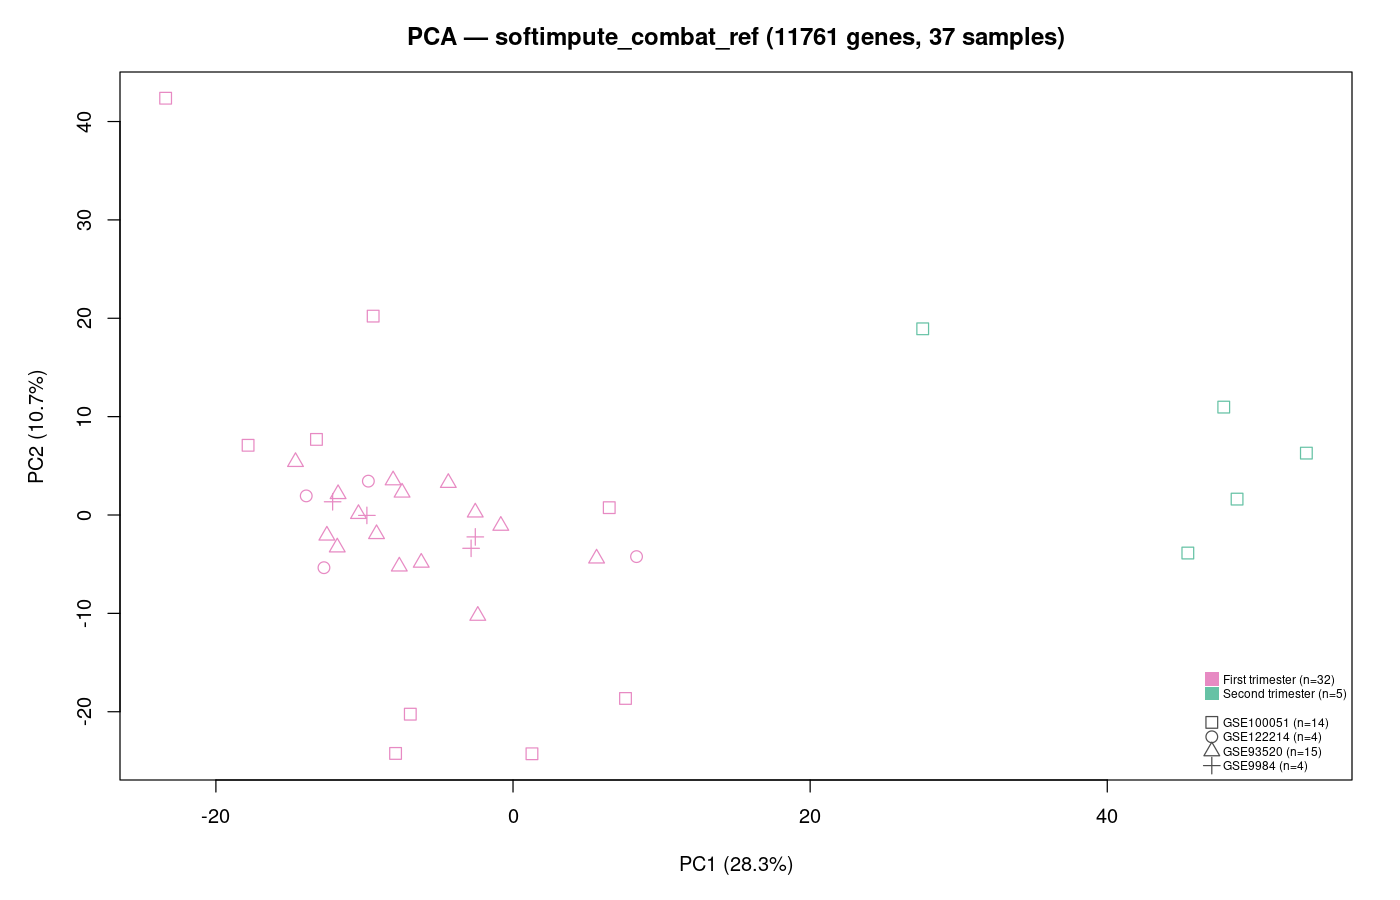 PCA — softimpute_combat_ref (11761 genes, 37 samples)
PC2 (10.7%)
40
30
20
10
0
-10
-20
First trimester (n=32)
Second trimester (n=5)
GSE100051 (n=14)
GSE122214 (n=4)
GSE93520 (n=15)
GSE9984 (n=4)
-20
0
20
40
PC1 (28.3%)